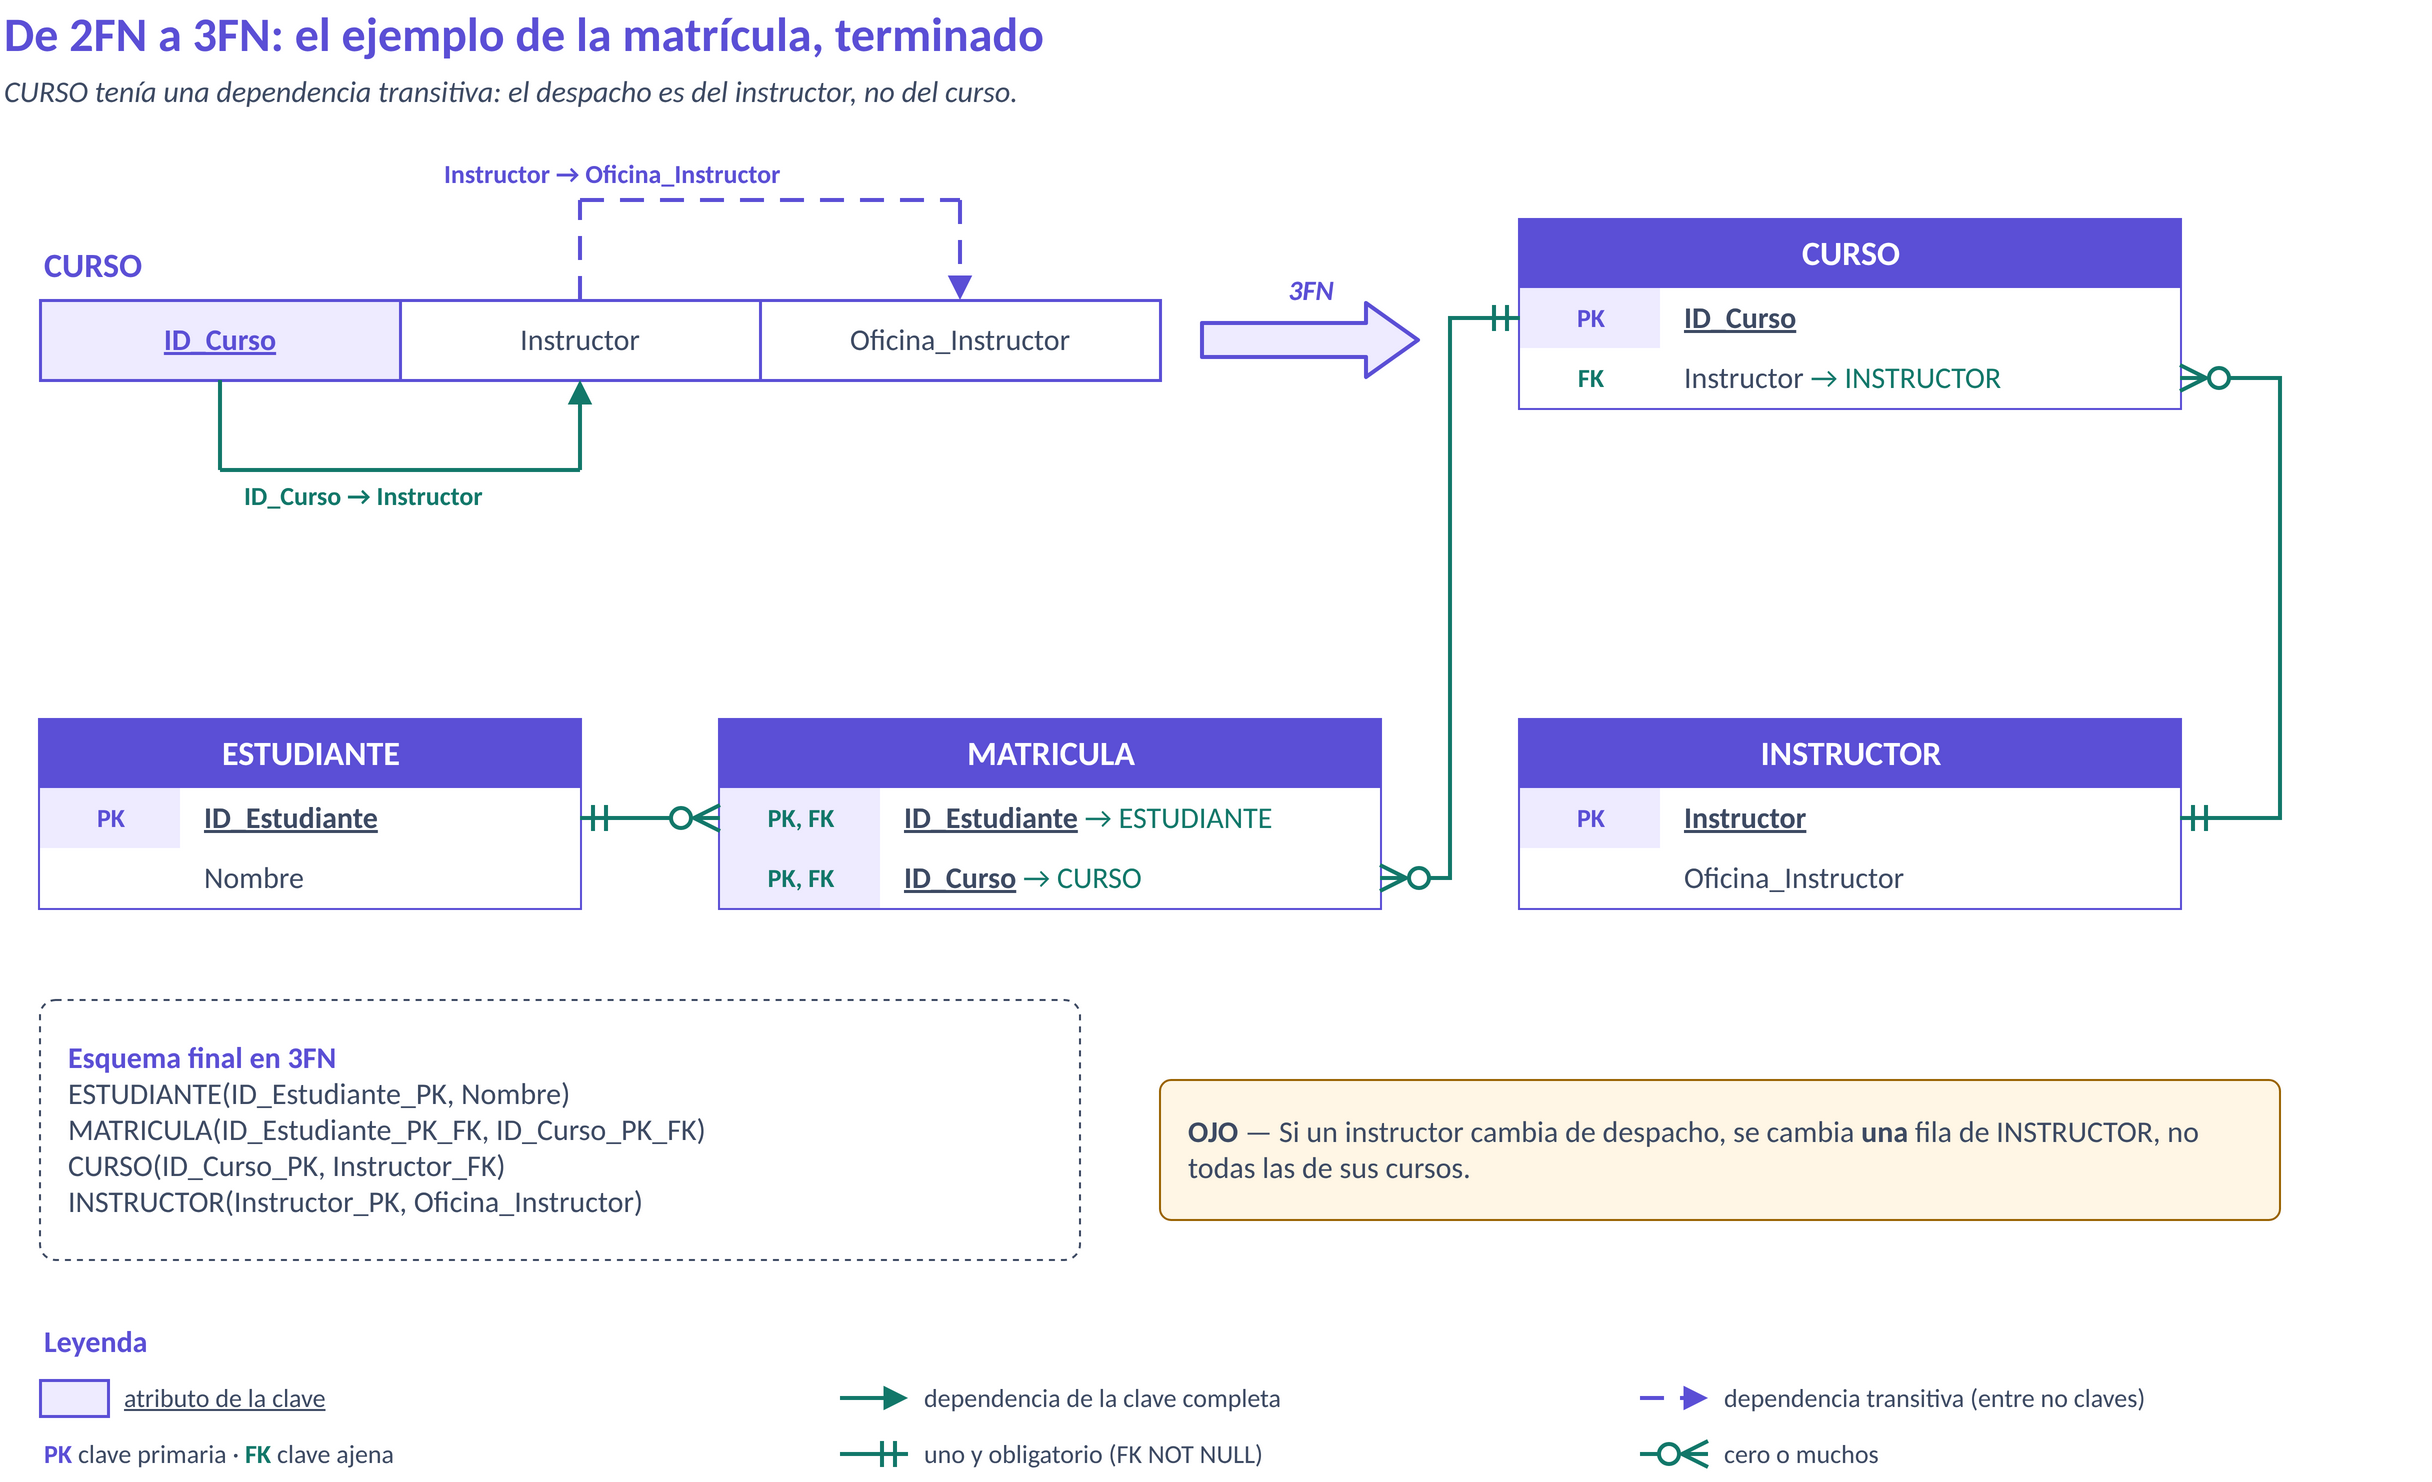 De 2FN a 3FN: el ejemplo de la matrícula, terminado
CURSO tenía una dependencia transitiva: el despacho es del instructor, no del curso.
Instructor → Oficina_Instructor
CURSO
ID_Curso
Instructor
Oficina_Instructor
ID_Curso → Instructor
3FN
CURSO
PK ID_Curso
FK Instructor → INSTRUCTOR
ESTUDIANTE
PK ID_Estudiante
Nombre
MATRICULA
PK, FK ID_Estudiante → ESTUDIANTE
PK, FK ID_Curso → CURSO
INSTRUCTOR
PK Instructor
Oficina_Instructor
Esquema final en 3FN
ESTUDIANTE(ID_Estudiante_PK, Nombre)
MATRICULA(ID_Estudiante_PK_FK, ID_Curso_PK_FK)
CURSO(ID_Curso_PK, Instructor_FK)
INSTRUCTOR(Instructor_PK, Oficina_Instructor)
OJO — Si un instructor cambia de despacho, se cambia una fila de INSTRUCTOR, no
todas las de sus cursos.
Leyenda
atributo de la clave
dependencia de la clave completa
dependencia transitiva (entre no claves)
PK clave primaria · FK clave ajena
uno y obligatorio (FK NOT NULL)
cero o muchos